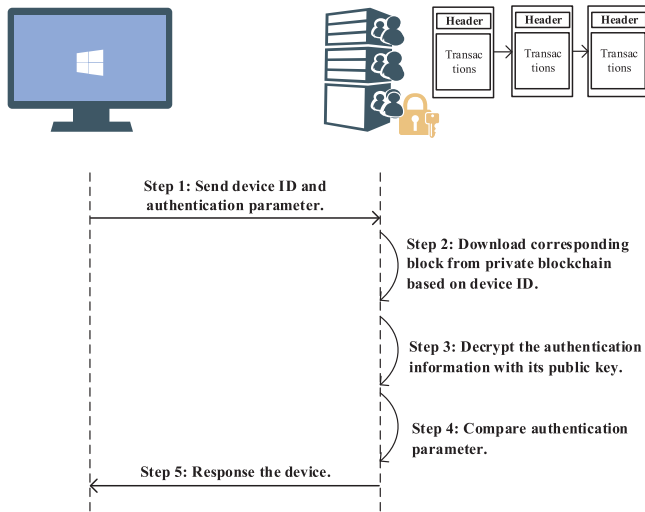 Header
Header
Header
Transac
tions
Transac
tions
Transac
tions
Step 1: Send device ID and
authentication parameter.
Step 2: Download corresponding
block from private blockchain
based on device ID.
Step 3: Decrypt the authentication
information with its public key.
Step 4: Compare authentication
parameter.
Step 5: Response the device.